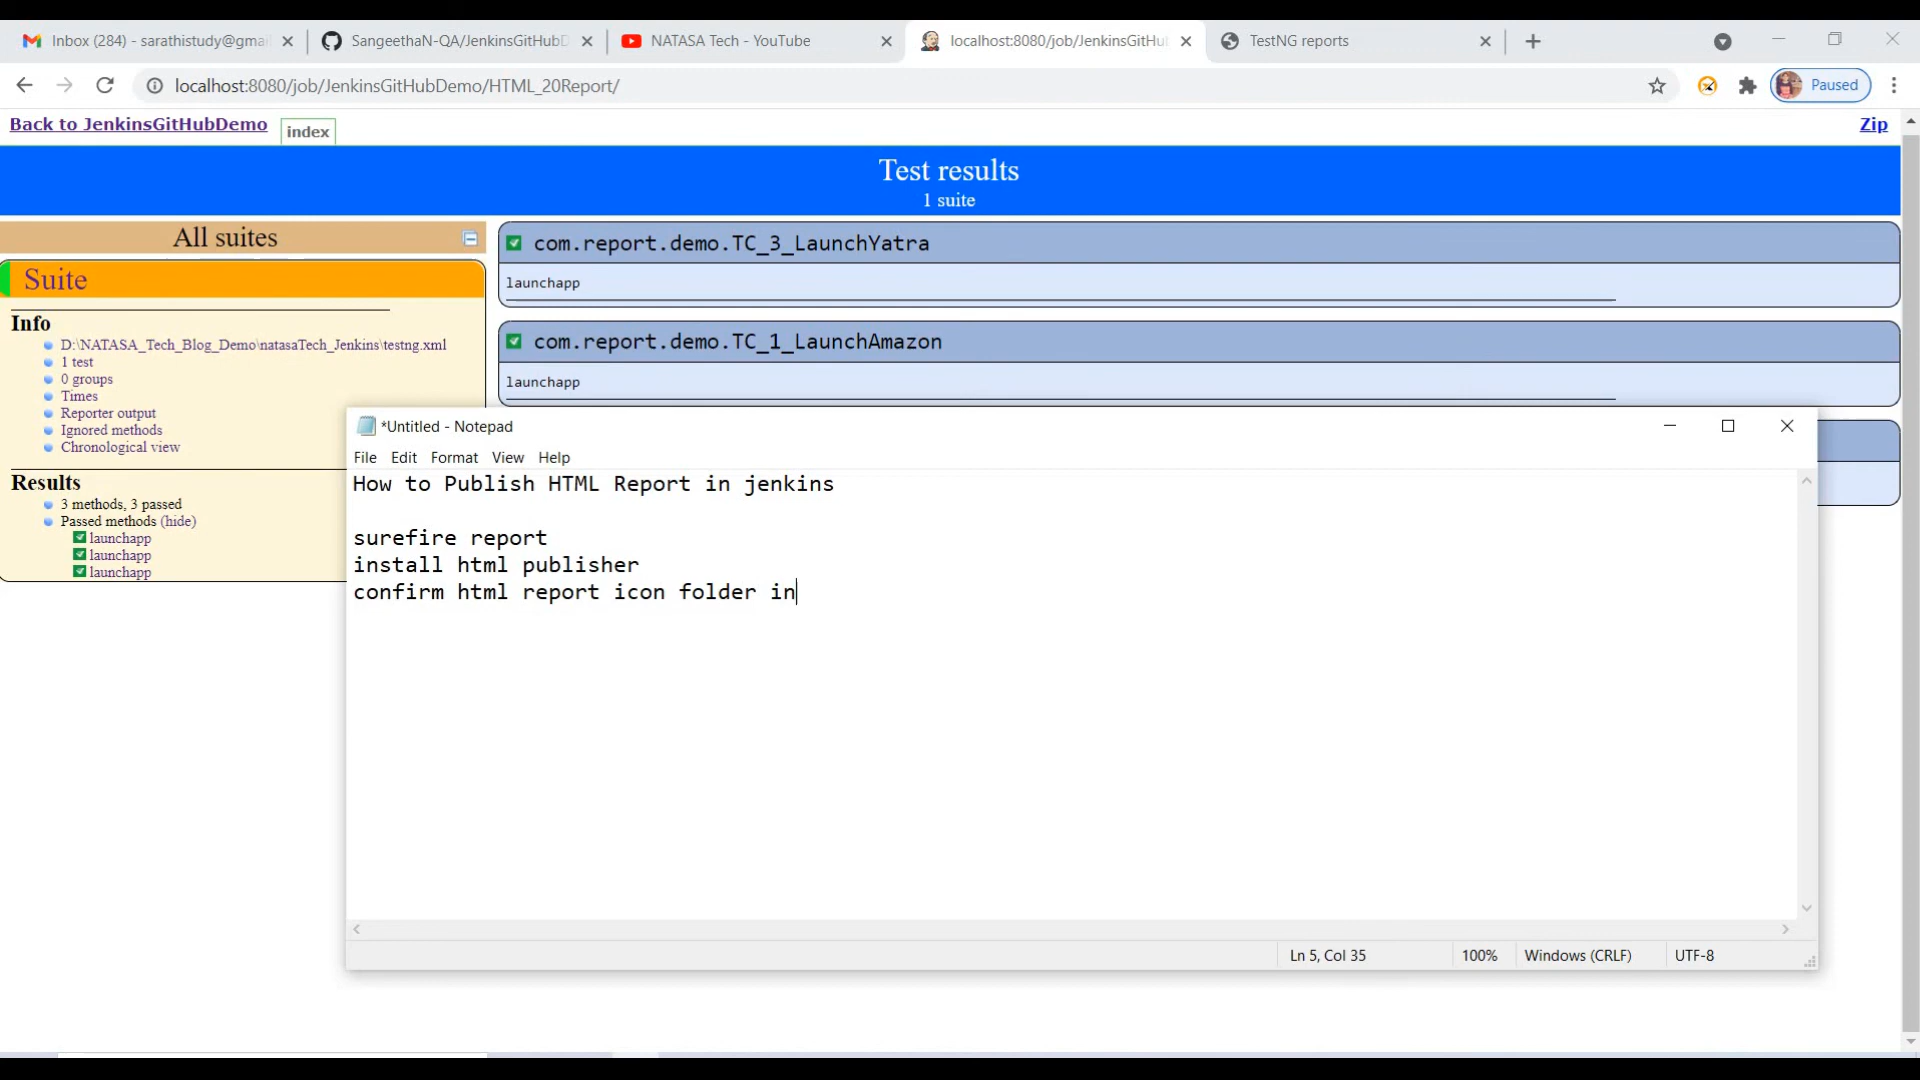 Inbox (284) - sarathistudy@gmai
SangeethaN-QA/JenkinsGitHubD
NATASA Tech - YouTube
localhost:8080/job/JenkinsGitHu
TestNG reports
localhost:8080/job/JenkinsGitHubDemo/HTML_20Report/
Paused
Back to JenkinsGitHubDemo
index
Zip
Test results
1 suite
All suites
Suite
Info
D:\NATASA_Tech_Blog_Demo\natasaTech_Jenkins\testng.xml
1 test
0 groups
Times
Reporter output
Ignored methods
Chronological view
Results
3 methods, 3 passed
Passed methods (hide)
launchapp
launchapp
launchapp
com.report.demo.TC_3_LaunchYatra
launchapp
com.report.demo.TC_1_LaunchAmazon
launchapp
*Untitled - Notepad
File Edit Format View Help
How to Publish HTML Report in jenkins
surefire report
install html publisher
confirm html report icon folder in
Ln 5, Col 35
100%
Windows (CRLF)
UTF-8